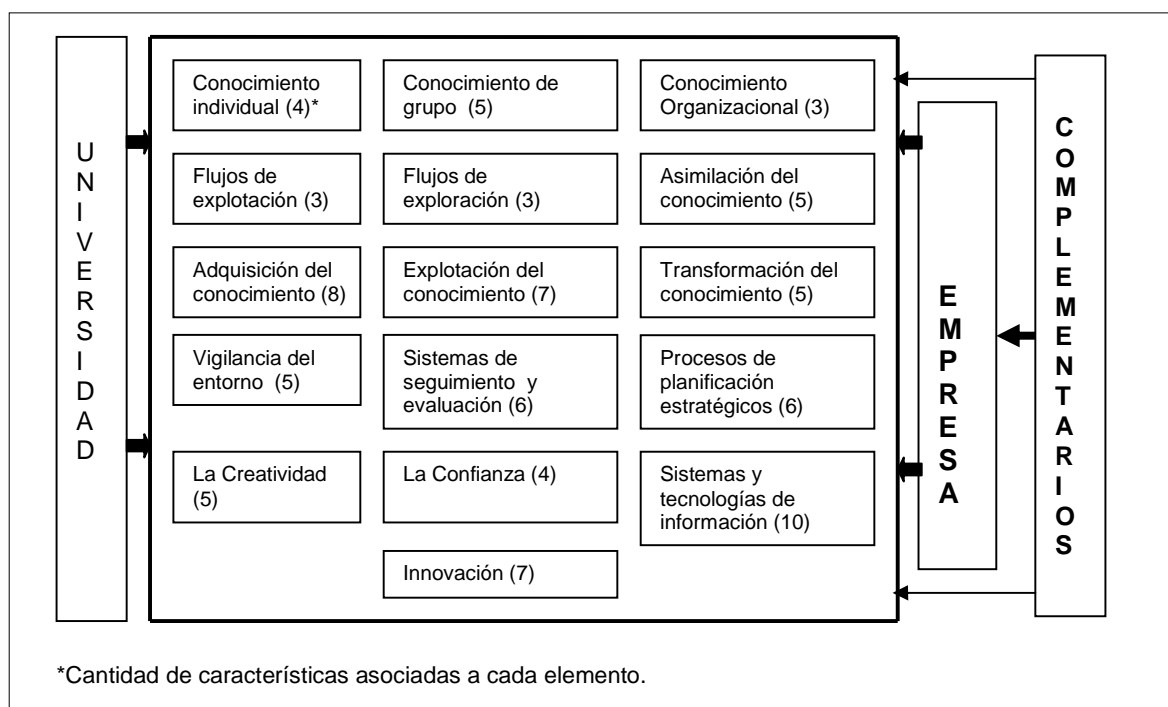 UNIVERSIDAD
Conocimiento
individual (4)*
Conocimiento de
grupo (5)
Conocimiento
Organizacional (3)
Flujos de
explotación (3)
Flujos de
exploración (3)
Asimilación del
conocimiento (5)
Adquisición del
conocimiento (8)
Explotación del
conocimiento (7)
Transformación del
conocimiento (5)
Vigilancia del
entorno (5)
Sistemas de
seguimiento y
evaluación (6)
Procesos de
planificación
estratégicos (6)
La Creatividad
(5)
La Confianza (4)
Sistemas y
tecnologías de
información (10)
Innovación (7)
EMPRESA
COMPLEMENTARIOS
*Cantidad de características asociadas a cada elemento.